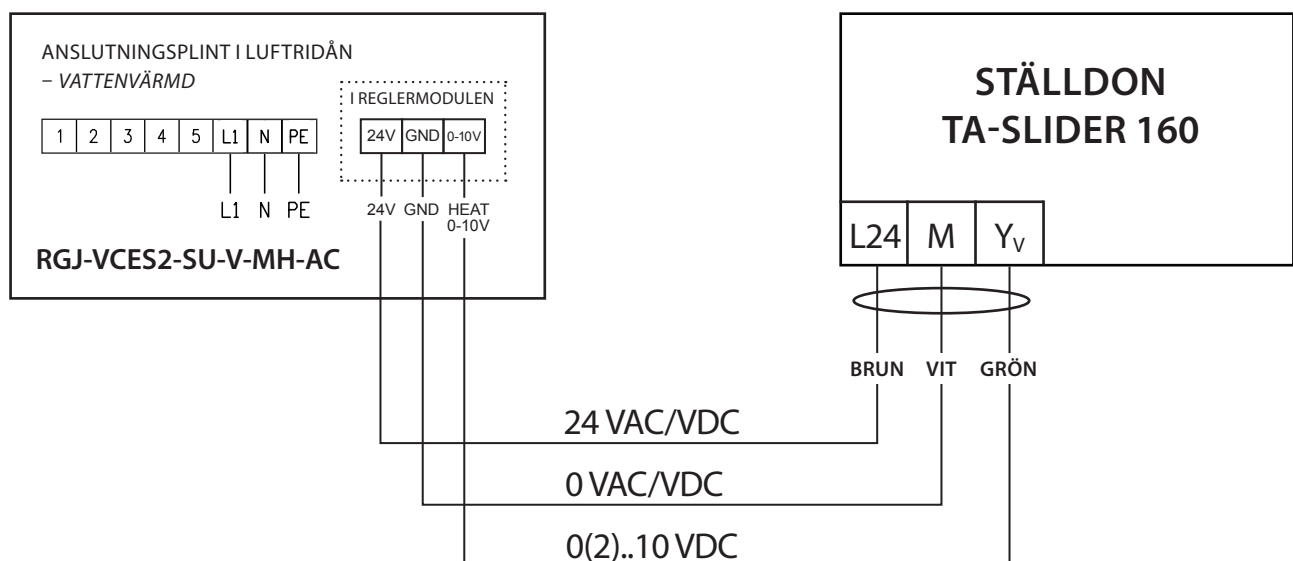 ANSLUTNINGSPLINT I LUFTRIDÅN
– VATTENVÄRMD
I REGLERMODULEN
1 2 3 4 5 L1 N PE
24V GND 0-10V
L1 N PE
24V GND HEAT
0-10V
RGJ-VCES2-SU-V-MH-AC
STÄLLDON
TA-SLIDER 160
L24 M Yᵥ
BRUN VIT GRÖN
24 VAC/VDC
0 VAC/VDC
0(2)..10 VDC